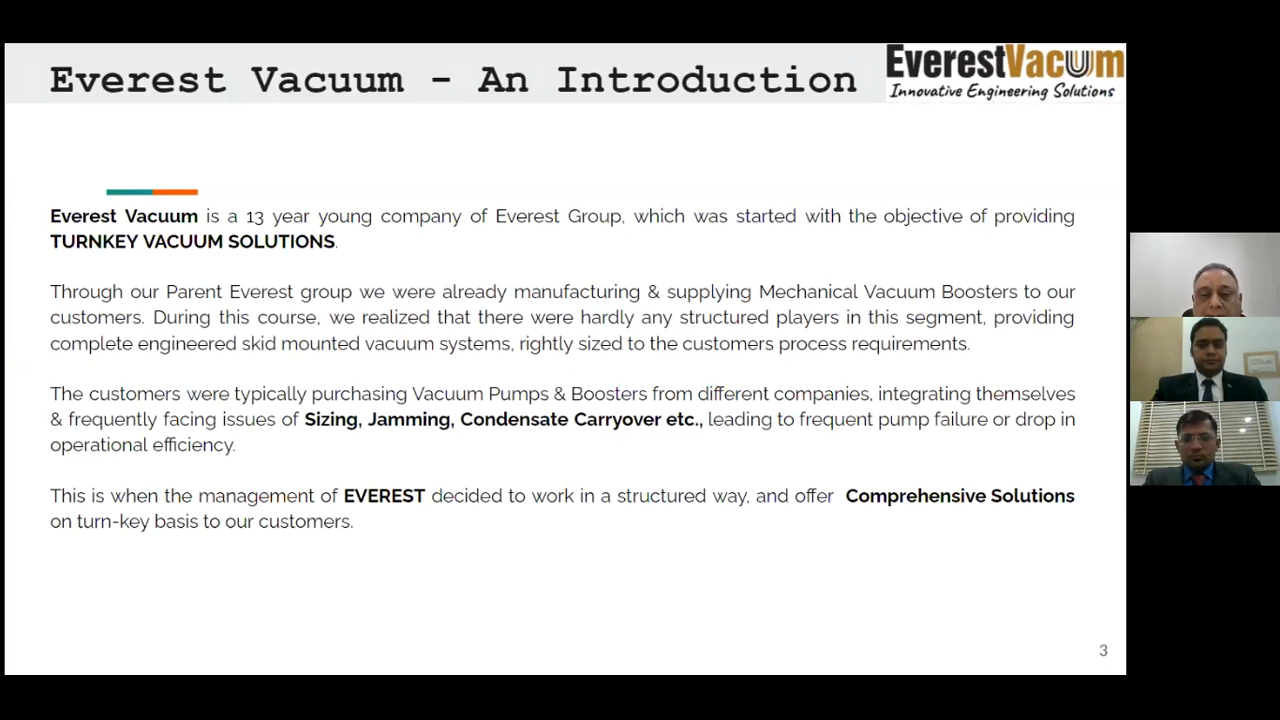 Everest Vacuum - An Introduction
EverestVacuum
Innovative Engineering Solutions
Everest Vacuum is a 13 year young company of Everest Group, which was started with the objective of providing
TURNKEY VACUUM SOLUTIONS.
Through our Parent Everest group we were already manufacturing & supplying Mechanical Vacuum Boosters to our
customers. During this course, we realized that there were hardly any structured players in this segment, providing
complete engineered skid mounted vacuum systems, rightly sized to the customers process requirements.
The customers were typically purchasing Vacuum Pumps & Boosters from different companies, integrating themselves
& frequently facing issues of Sizing, Jamming, Condensate Carryover etc., leading to frequent pump failure or drop in
operational efficiency.
This is when the management of EVEREST decided to work in a structured way, and offer Comprehensive Solutions
on turn-key basis to our customers.
3